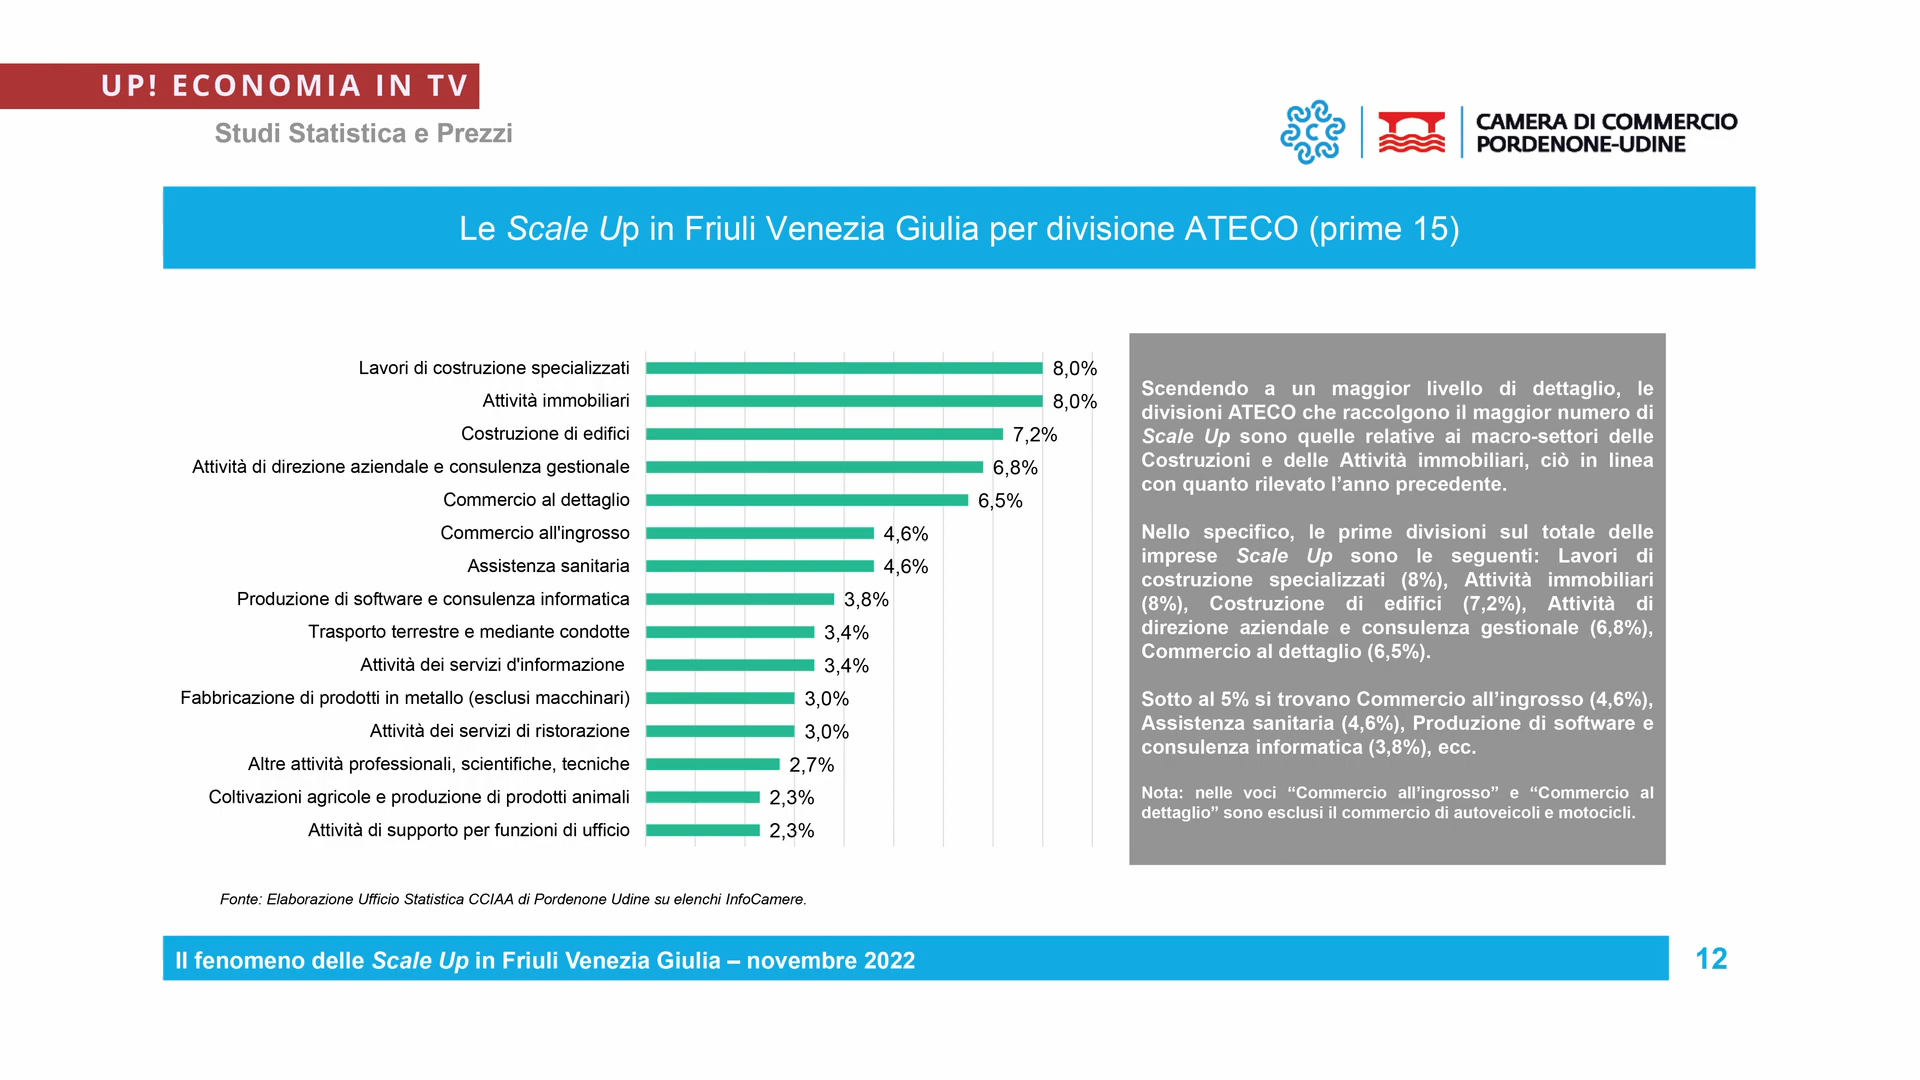 UP! ECONOMIA IN TV
Studi Statistica e Prezzi
CAMERA DI COMMERCIO
PORDENONE-UDINE
Le Scale Up in Friuli Venezia Giulia per divisione ATECO (prime 15)
Lavori di costruzione specializzati 8,0%
Attività immobiliari 8,0%
Costruzione di edifici 7,2%
Attività di direzione aziendale e consulenza gestionale 6,8%
Commercio al dettaglio 6,5%
Commercio all'ingrosso 4,6%
Assistenza sanitaria 4,6%
Produzione di software e consulenza informatica 3,8%
Trasporto terrestre e mediante condotte 3,4%
Attività dei servizi d'informazione 3,4%
Fabbricazione di prodotti in metallo (esclusi macchinari) 3,0%
Attività dei servizi di ristorazione 3,0%
Altre attività professionali, scientifiche, tecniche 2,7%
Coltivazioni agricole e produzione di prodotti animali 2,3%
Attività di supporto per funzioni di ufficio 2,3%
Scendendo a un maggior livello di dettaglio, le
divisioni ATECO che raccolgono il maggior numero di
Scale Up sono quelle relative ai macro-settori delle
Costruzioni e delle Attività immobiliari, ciò in linea
con quanto rilevato l’anno precedente.
Nello specifico, le prime divisioni sul totale delle
imprese Scale Up sono le seguenti: Lavori di
costruzione specializzati (8%), Attività immobiliari
(8%), Costruzione di edifici (7,2%), Attività di
direzione aziendale e consulenza gestionale (6,8%),
Commercio al dettaglio (6,5%).
Sotto al 5% si trovano Commercio all’ingrosso (4,6%),
Assistenza sanitaria (4,6%), Produzione di software e
consulenza informatica (3,8%), ecc.
Nota: nelle voci “Commercio all’ingrosso” e “Commercio al
dettaglio” sono esclusi il commercio di autoveicoli e motocicli.
Fonte: Elaborazione Ufficio Statistica CCIAA di Pordenone Udine su elenchi InfoCamere.
Il fenomeno delle Scale Up in Friuli Venezia Giulia – novembre 2022
12